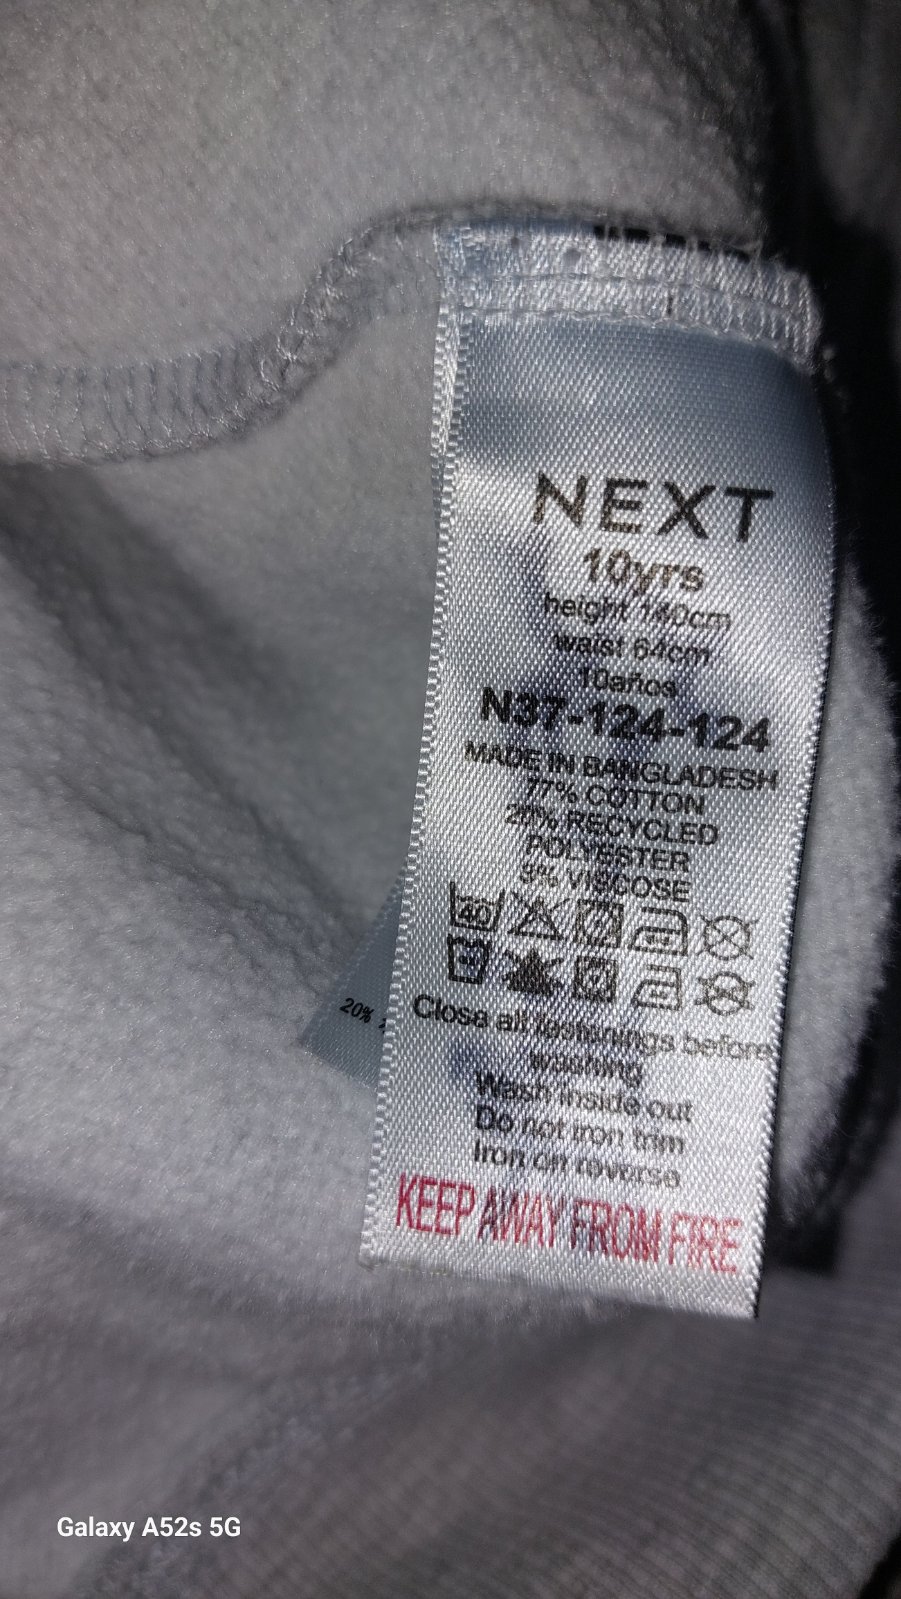 NEXT
10yrs
height 140cm
waist 64cm
10años
N37-124-124
MADE IN BANGLADESH
77% COTTON
20% RECYCLED
POLYESTER
3% VISCOSE
40
Close all fastenings before
washing
Wash inside out
Do not iron trim
Iron on reverse
KEEP AWAY FROM FIRE
20%
Galaxy A52s 5G